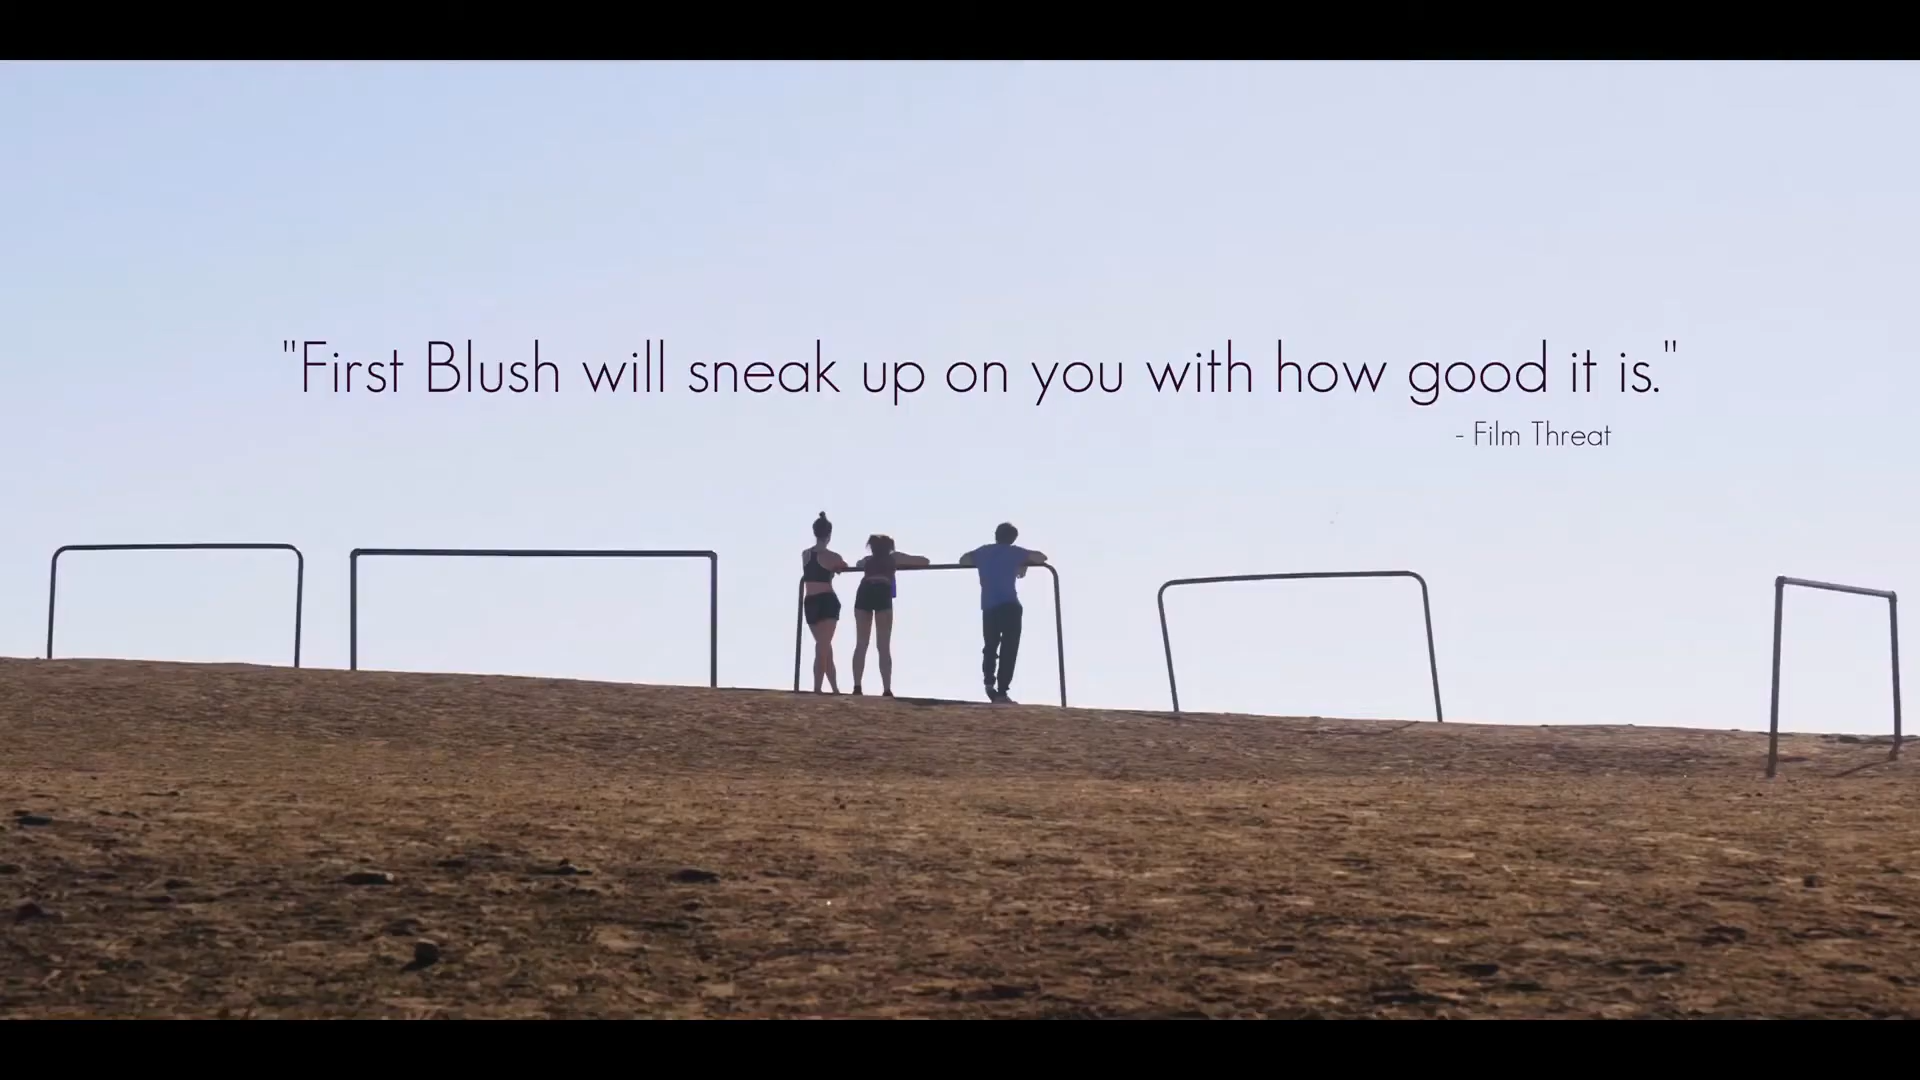 "First Blush will sneak up on you with how good it is."
- Film Threat